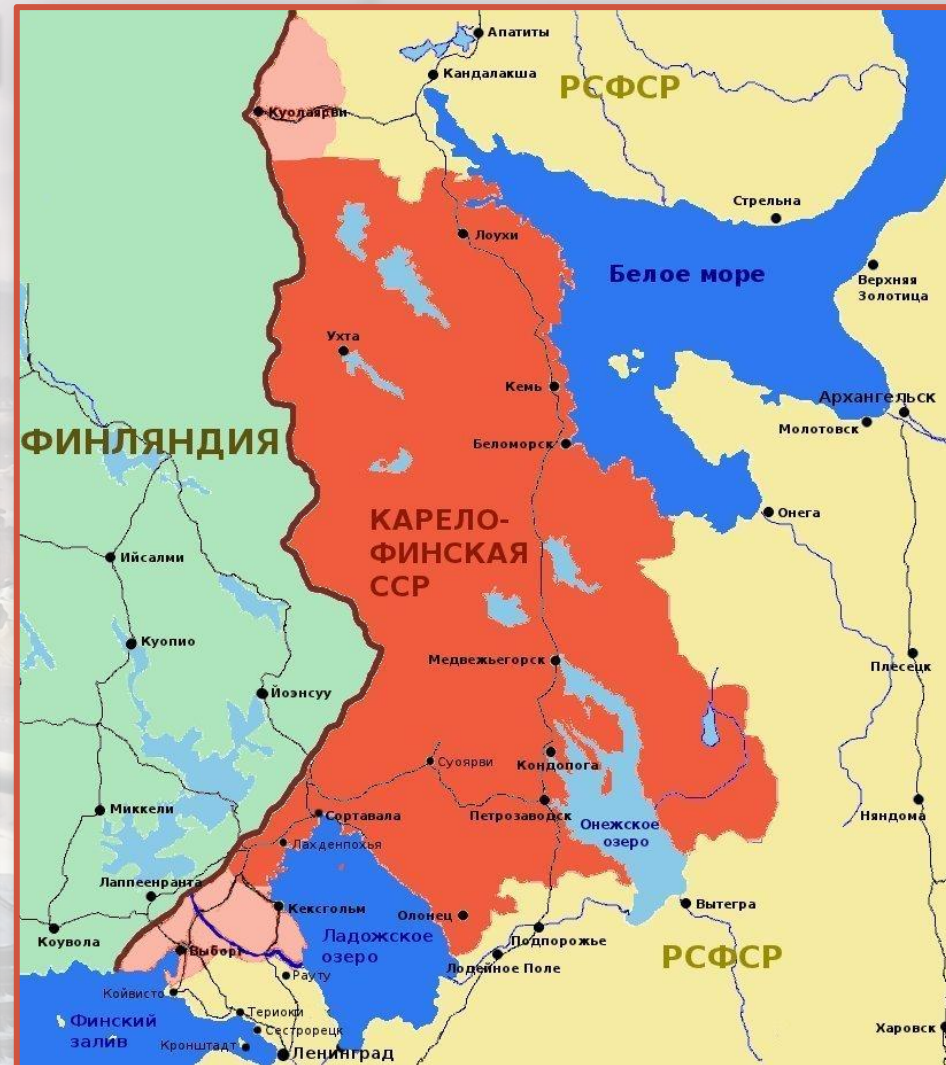 Апатиты
Кандалакша
РСФСР
Куолаярви
Стрельна
Лоухи
Белое море
Верхняя
Золотица
Ухта
Кемь
Архангельск
Молотовск
Беломорск
ФИНЛЯНДИЯ
КАРЕЛО-
ФИНСКАЯ
ССР
Онега
Ийсалми
Куопио
Медвежьегорск
Плесецк
Йоэнсуу
Суоярви
Кондопога
Миккели
Сортавала
Петрозаводск
Няндома
Онежское
озеро
Лахденпохья
Лаппеенранта
Кексгольм
Олонец
Вытегра
Коувола
Выборг
Ладожское
озеро
Подпорожье
РСФСР
Лодейное Поле
Рауту
Койвисто
Териоки
Финский
залив
Сестрорецк
Харовск
Кронштадт
Ленинград